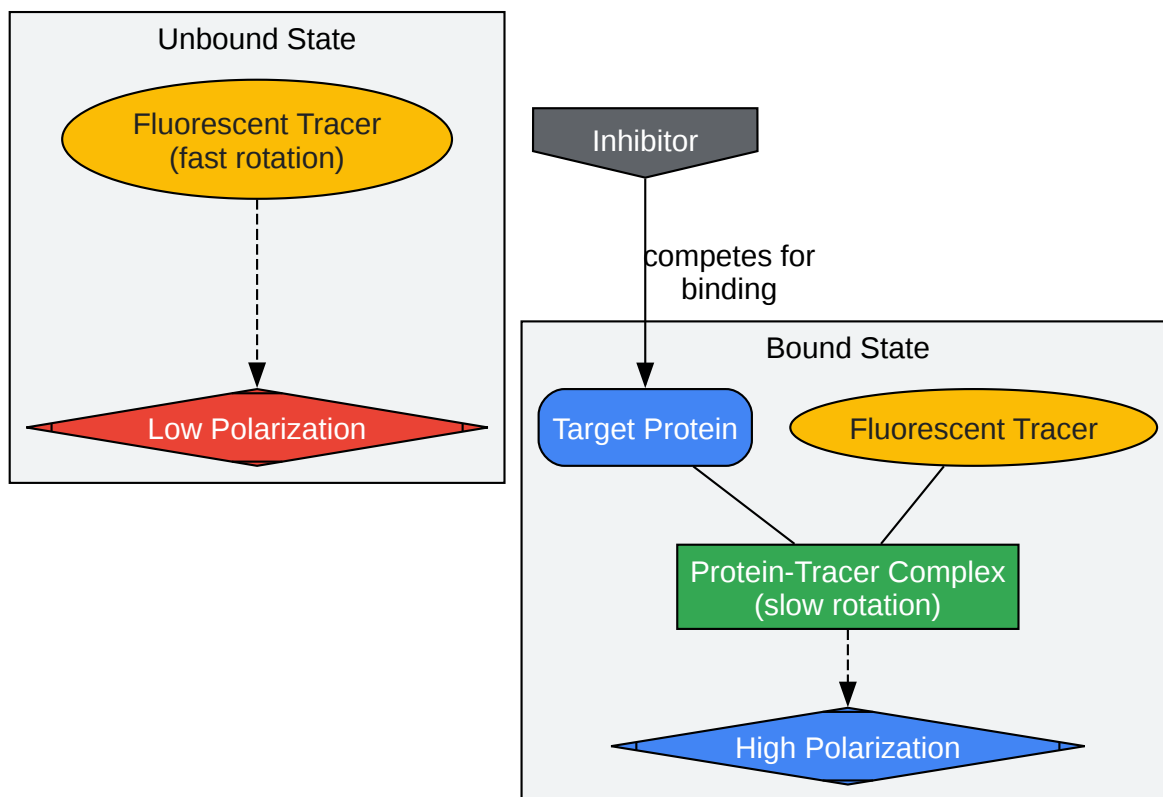 Unbound State
Fluorescent Tracer
(fast rotation)
Low Polarization
Inhibitor
competes for
binding
Bound State
Target Protein
Fluorescent Tracer
Protein-Tracer Complex
(slow rotation)
High Polarization